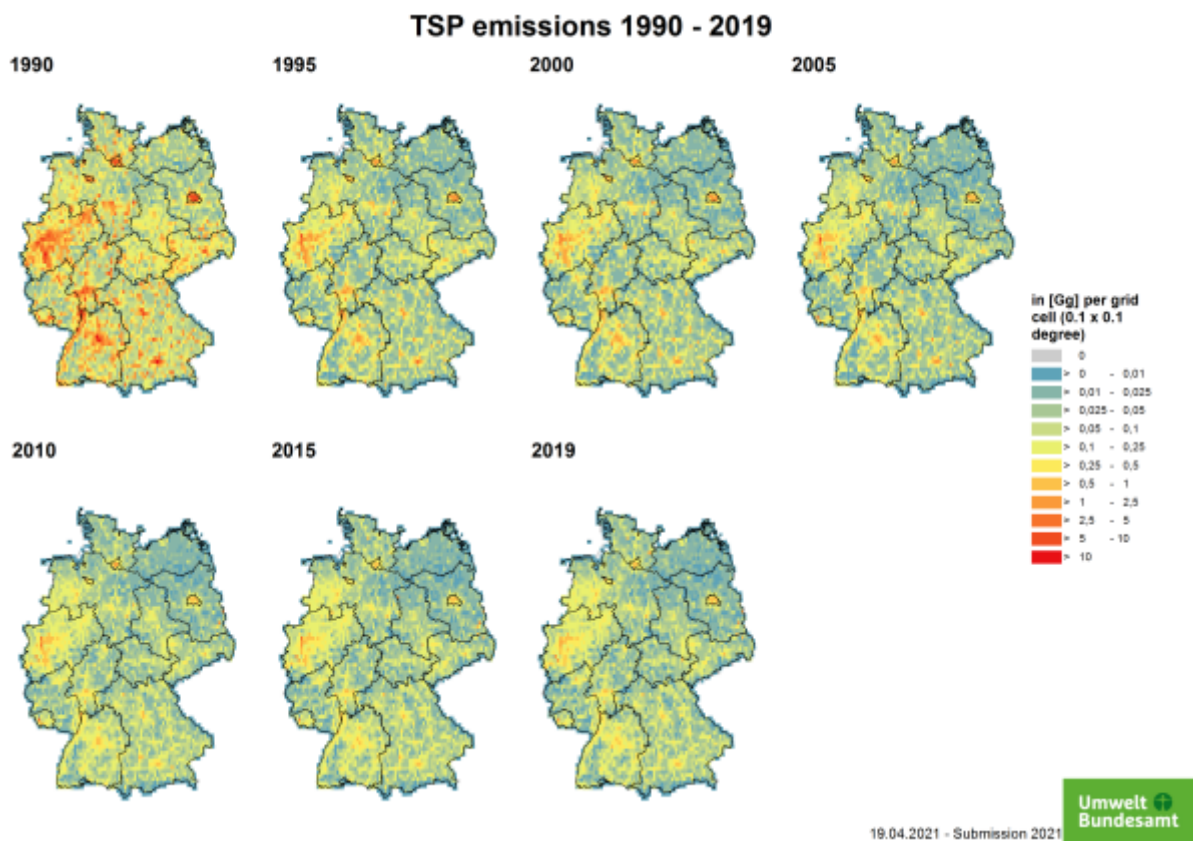 TSP emissions 1990 - 2019
1990
1995
2000
2005
in [Gg] per grid
cell (0.1 x 0.1
degree)
0
> 0 - 0,01
> 0,01 - 0,025
> 0,025 - 0,05
> 0,05 - 0,1
> 0,1 - 0,25
> 0,25 - 0,5
> 0,5 - 1
> 1 - 2,5
> 2,5 - 5
> 5 - 10
> 10
2010
2015
2019
Umwelt
Bundesamt
19.04.2021 - Submission 2021